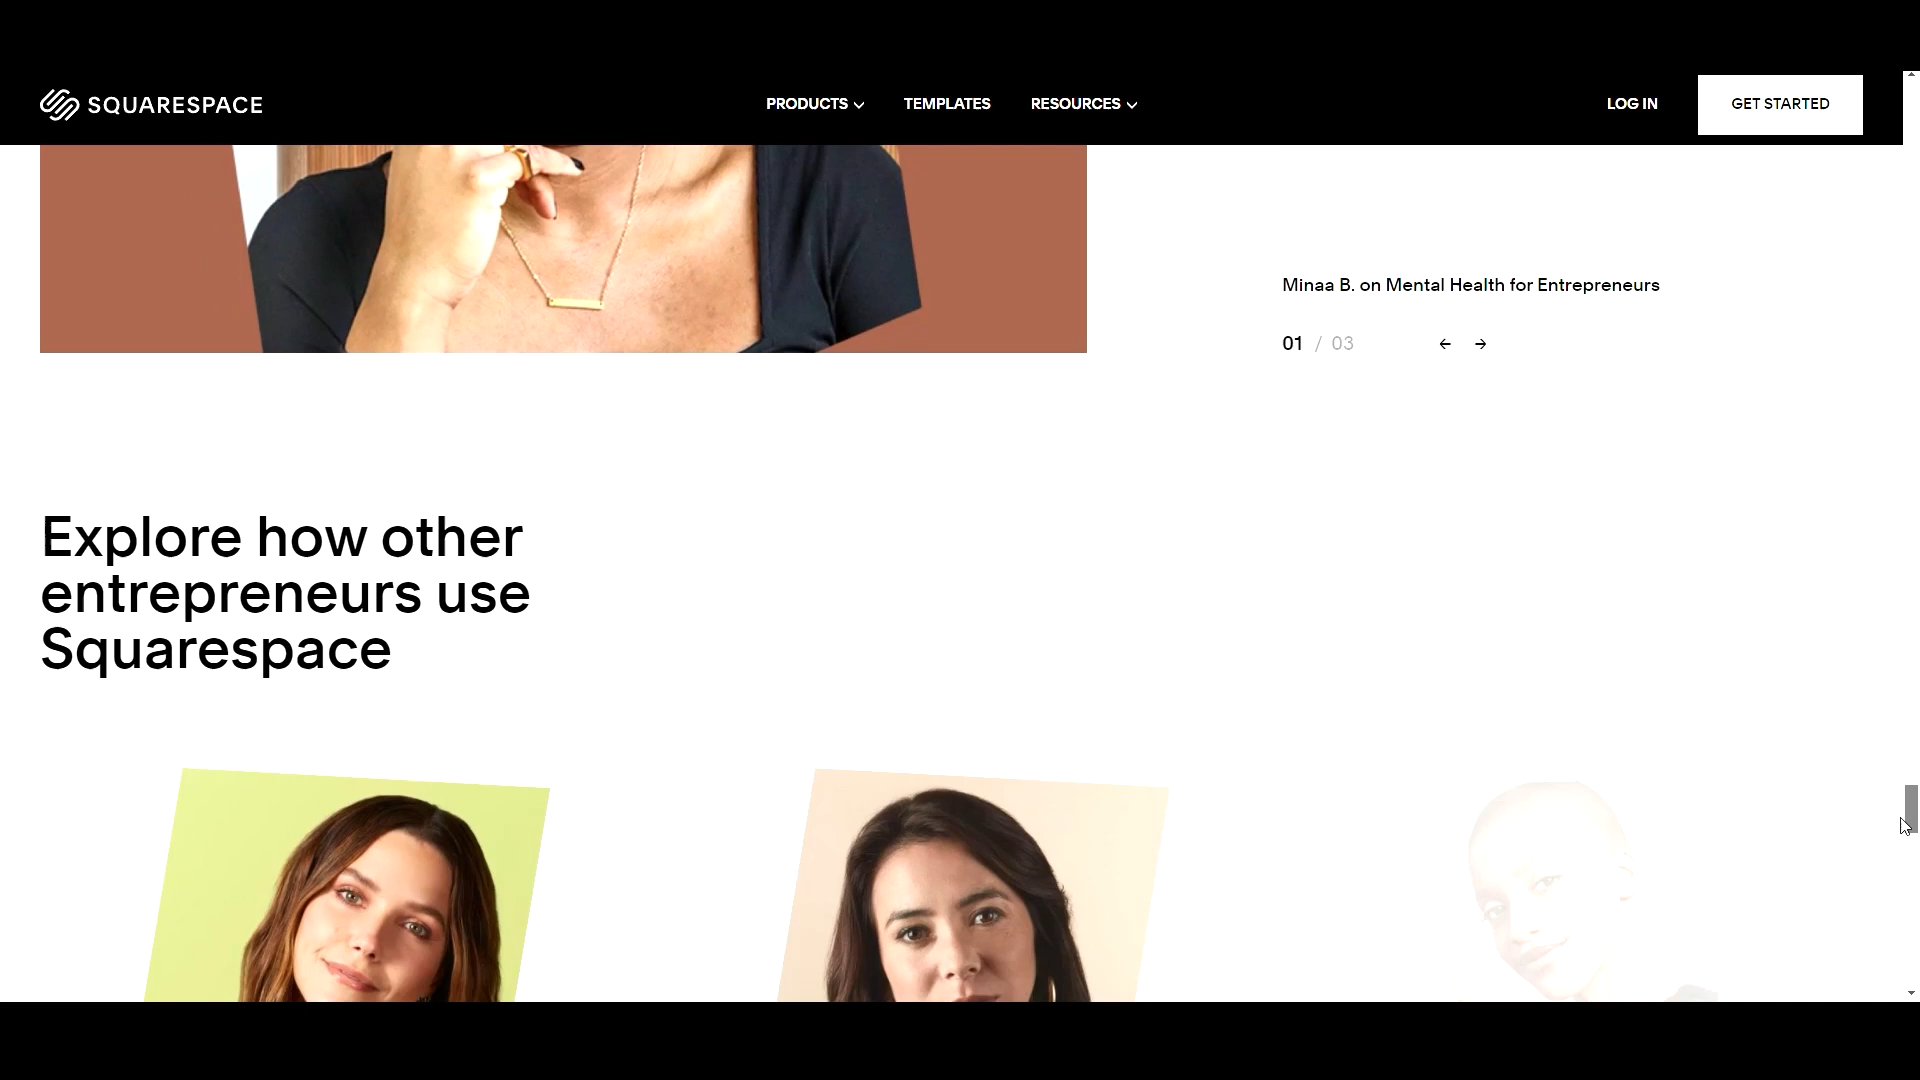 SQUARESPACE
PRODUCTS
TEMPLATES
RESOURCES
LOG IN
GET STARTED
Minaa B. on Mental Health for Entrepreneurs
01 / 03
Explore how other
entrepreneurs use
Squarespace